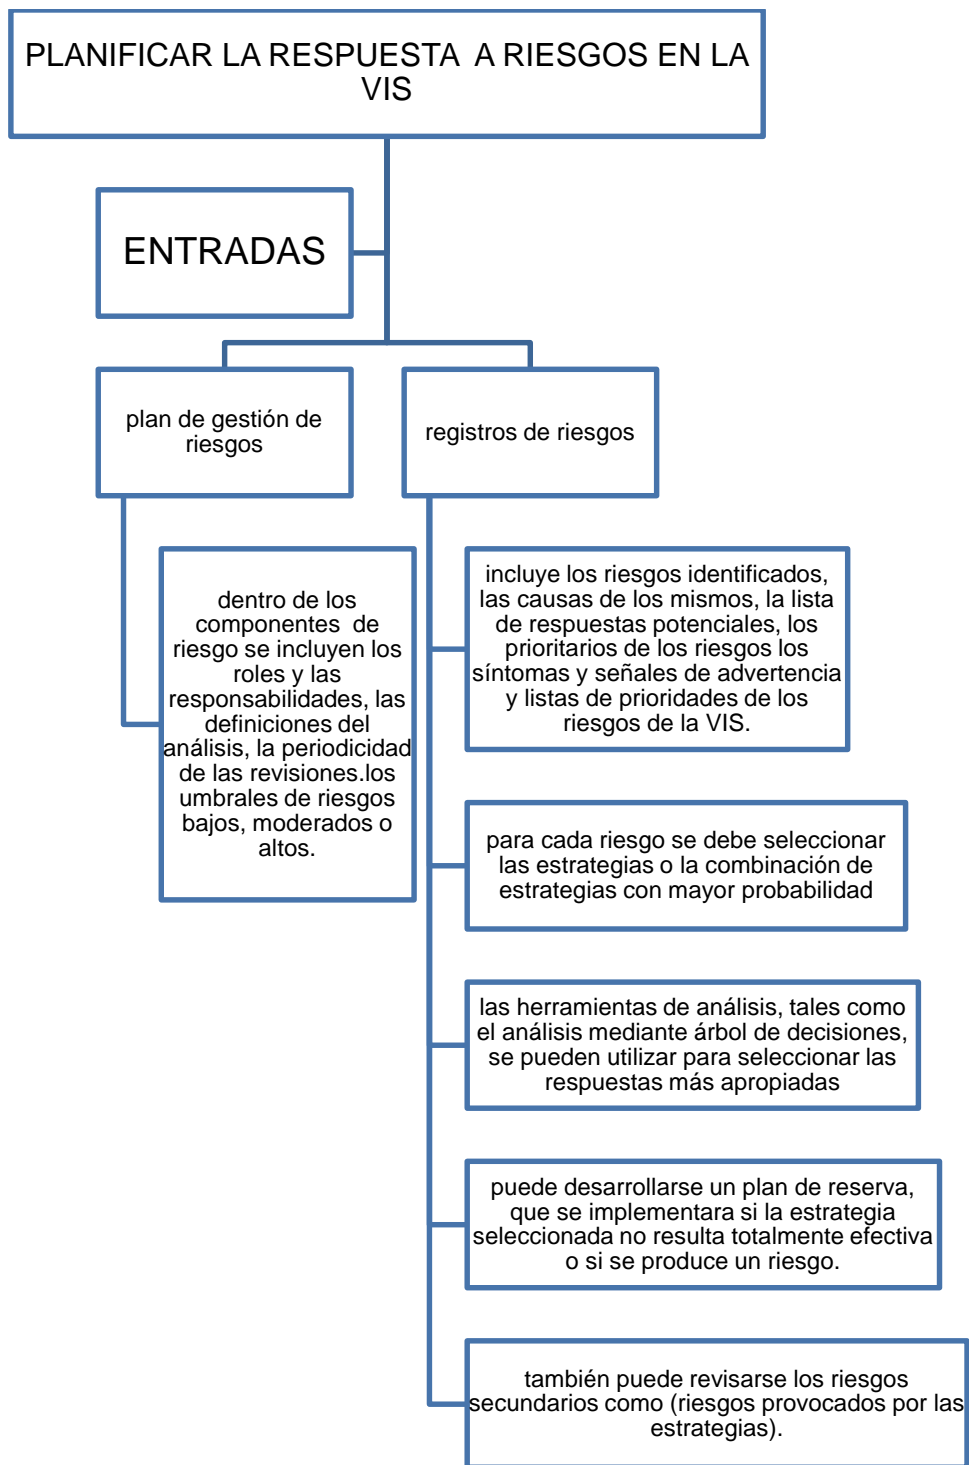 PLANIFICAR LA RESPUESTA A RIESGOS EN LA
VIS
ENTRADAS
plan de gestión de
riesgos
registros de riesgos
dentro de los
componentes de
riesgo se incluyen los
roles y las
responsabilidades, las
definiciones del
análisis, la periodicidad
de las revisiones.los
umbrales de riesgos
bajos, moderados o
altos.
incluye los riesgos identificados,
las causas de los mismos, la lista
de respuestas potenciales, los
prioritarios de los riesgos los
síntomas y señales de advertencia
y listas de prioridades de los
riesgos de la VIS.
para cada riesgo se debe seleccionar
las estrategias o la combinación de
estrategias con mayor probabilidad
las herramientas de análisis, tales como
el análisis mediante árbol de decisiones,
se pueden utilizar para seleccionar las
respuestas más apropiadas
puede desarrollarse un plan de reserva,
que se implementara si la estrategia
seleccionada no resulta totalmente efectiva
o si se produce un riesgo.
también puede revisarse los riesgos
secundarios como (riesgos provocados por las
estrategias).